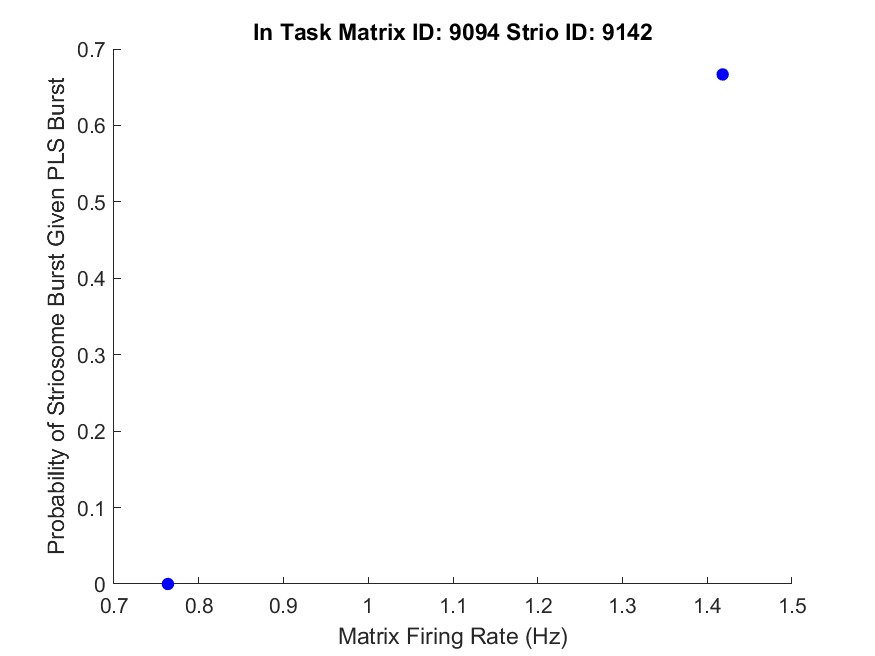 In Task Matrix ID: 9094 Strio ID: 9142
Probability of Striosome Burst Given PLS Burst
0.7
0.6
0.5
0.4
0.3
0.2
0.1
0
0.7 0.8 0.9 1 1.1 1.2 1.3 1.4 1.5
Matrix Firing Rate (Hz)